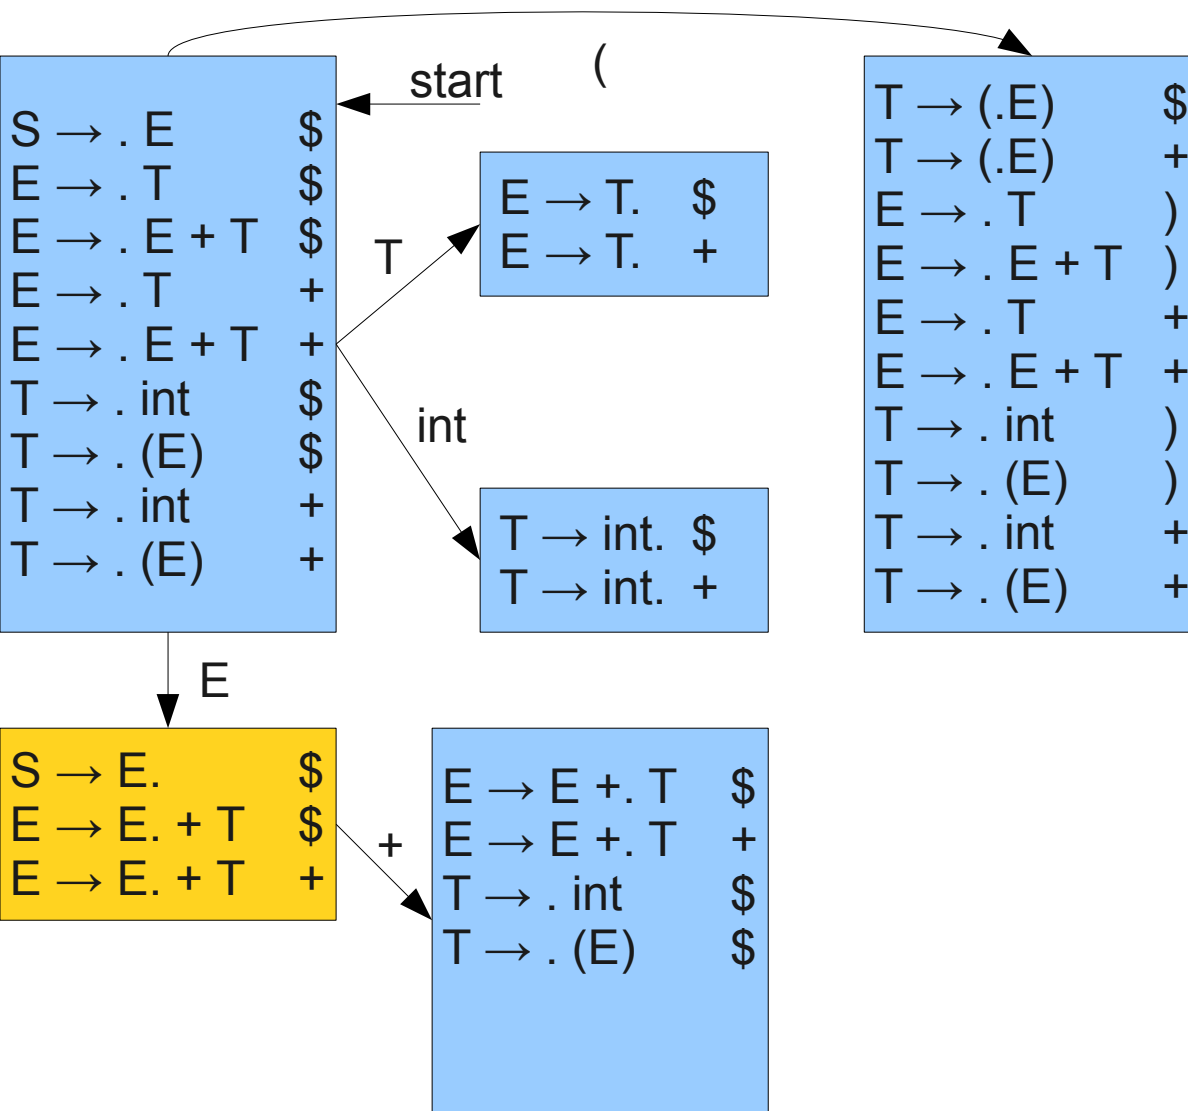 start
(
S → . E $
E → . T $
E → . E + T $
E → . T +
E → . E + T +
T → . int $
T → . (E) $
T → . int +
T → . (E) +
T
E → T. $
E → T. +
int
T → int. $
T → int. +
T → (.E) $
T → (.E) +
E → . T )
E → . E + T )
E → . T +
E → . E + T +
T → . int )
T → . (E) )
T → . int +
T → . (E) +
E
S → E. $
E → E. + T $
E → E. + T +
+
E → E +. T $
E → E +. T +
T → . int $
T → . (E) $